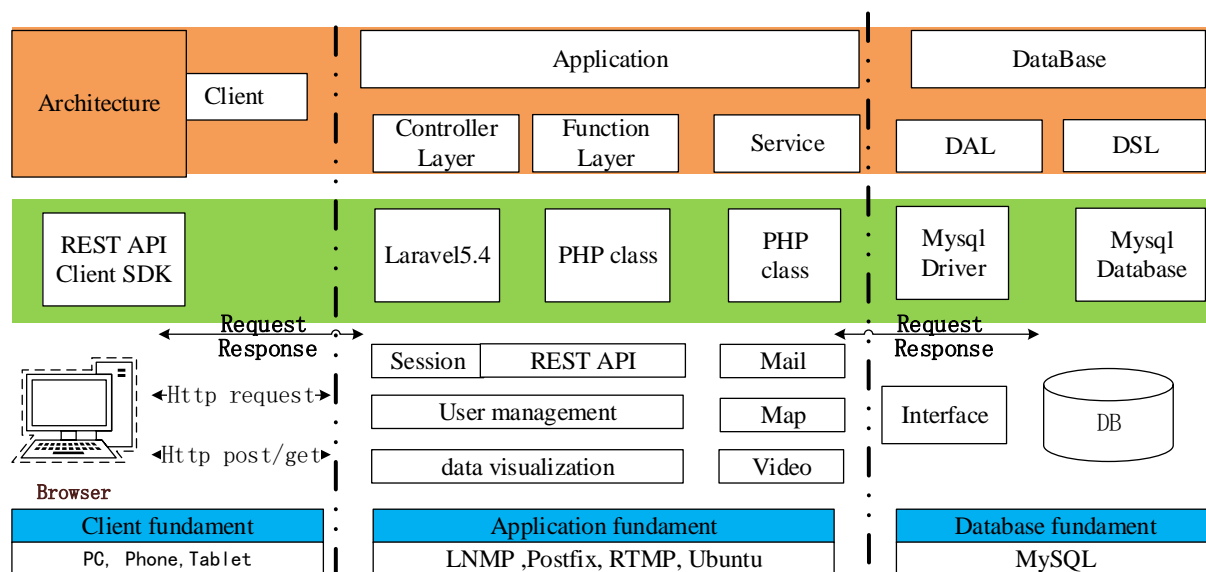 Architecture
Client
Application
DataBase
Controller
Layer
Function
Layer
Service
DAL
DSL
REST API
Client SDK
Laravel5.4
PHP class
PHP
class
Mysql
Driver
Mysql
Database
Request
Response
Request
Response
Session
REST API
Mail
Http request
User management
Map
Interface
DB
Http post/get
data visualization
Video
Browser
Client fundament
Application fundament
Database fundament
PC, Phone,Tablet
LNMP ,Postfix, RTMP, Ubuntu
MySQL